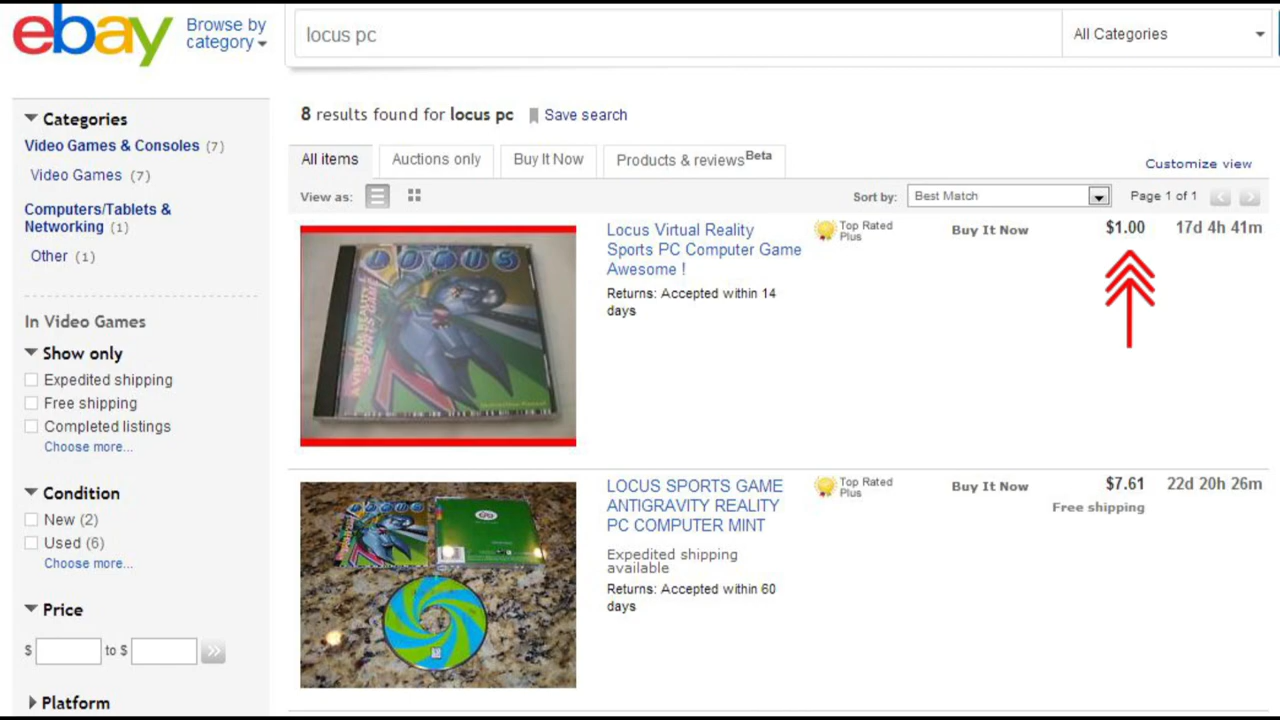 ebay
Browse by
category
locus pc
All Categories
Categories
Video Games & Consoles (7)
Video Games (7)
Computers/Tablets &
Networking (1)
Other (1)
In Video Games
Show only
Expedited shipping
Free shipping
Completed listings
Choose more...
Condition
New (2)
Used (6)
Choose more...
Price
$ to $
Platform
8 results found for locus pc
Save search
All items
Auctions only
Buy It Now
Products & reviews Beta
Customize view
View as:
Sort by:
Best Match
Page 1 of 1
LOCUS
A VIRTUAL REALITY
SPORTS GAME
Locus Virtual Reality
Sports PC Computer Game
Awesome !
Returns: Accepted within 14
days
Top Rated
Plus
Buy It Now
$1.00
17d 4h 41m
LOCUS
LOCUS SPORTS GAME
ANTIGRAVITY REALITY
PC COMPUTER MINT
Expedited shipping
available
Returns: Accepted within 60
days
Top Rated
Plus
Buy It Now
$7.61
Free shipping
22d 20h 26m